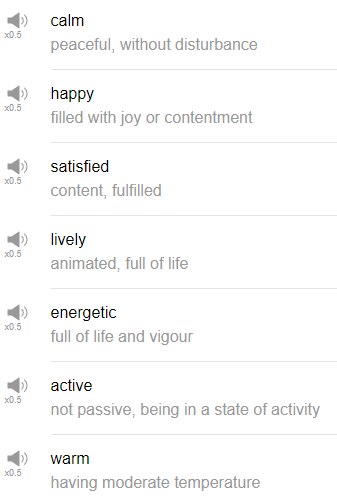 calm
x0.5
peaceful, without disturbance
happy
x0.5
filled with joy or contentment
satisfied
x0.5
content, fulfilled
lively
x0.5
animated, full of life
energetic
x0.5
full of life and vigour
active
x0.5
not passive, being in a state of activity
warm
x0.5
having moderate temperature